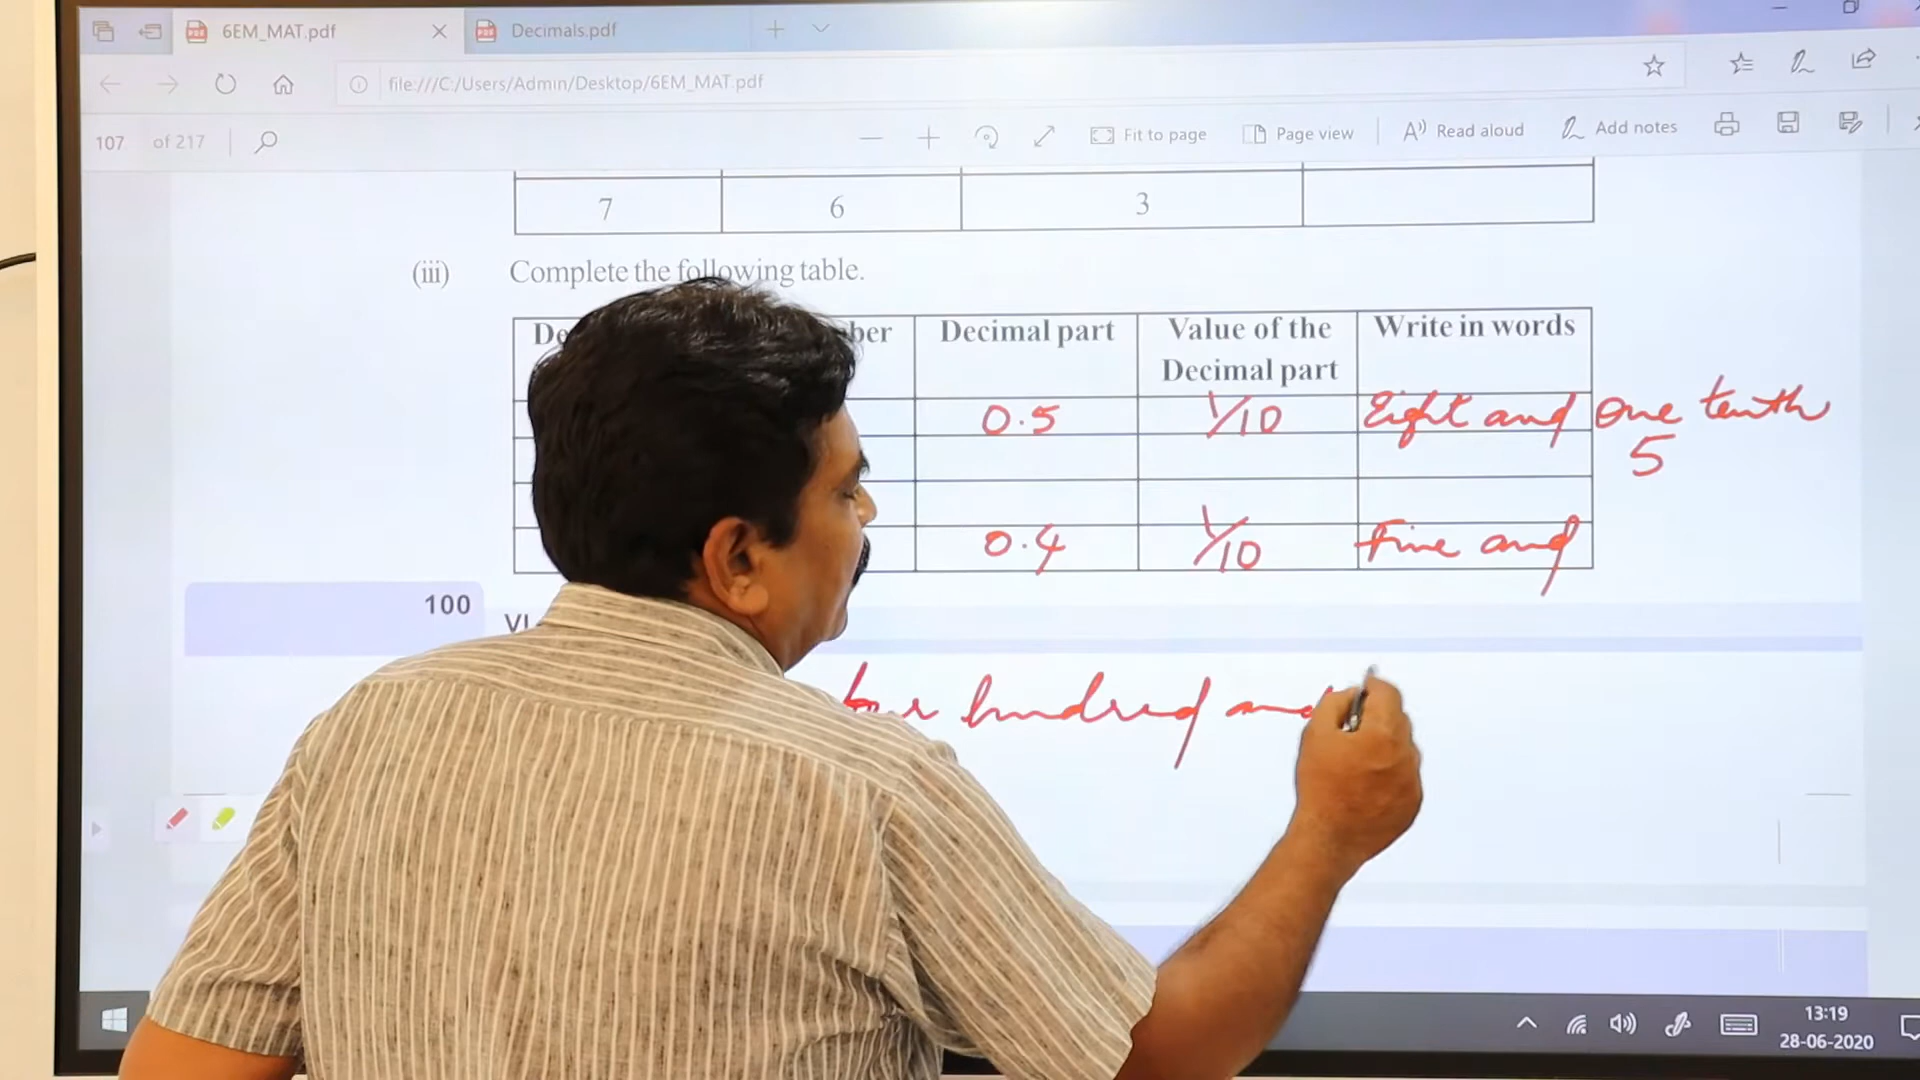 6EM_MAT.pdf
Decimals.pdf
file:///C:/Users/Admin/Desktop/6EM_MAT.pdf
107 of 217
Fit to page
Page view
Read aloud
Add notes
7 6 3
(iii) Complete the following table.
Decimal part
Value of the Decimal part
Write in words
0.5 1/10 Eight and one tenth
5
0.4 1/10 Five and
100
VI
four hundred and
13:19
28-06-2020